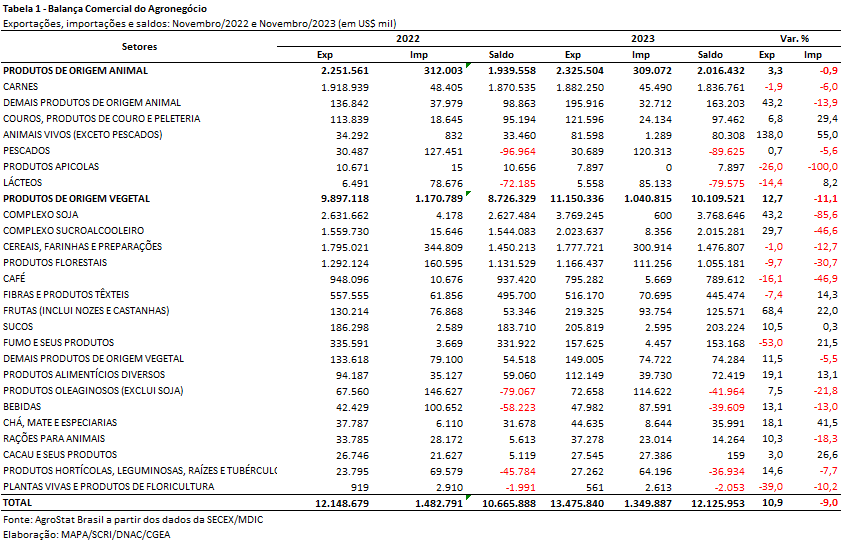 Tabela 1 - Balança Comercial do Agronegócio
Exportações, importações e saldos: Novembro/2022 e Novembro/2023 (em US$ mil)
Setores 2022 2023 Var. %
Exp Imp Saldo Exp Imp Saldo Exp Imp
PRODUTOS DE ORIGEM ANIMAL 2.251.561 312.003 1.939.558 2.325.504 309.072 2.016.432 3,3 -0,9
CARNES 1.918.939 48.405 1.870.535 1.882.250 45.490 1.836.761 -1,9 -6,0
DEMAIS PRODUTOS DE ORIGEM ANIMAL 136.842 37.979 98.863 195.916 32.712 163.203 43,2 -13,9
COUROS, PRODUTOS DE COURO E PELETERIA 113.839 18.645 95.194 121.596 24.134 97.462 6,8 29,4
ANIMAIS VIVOS (EXCETO PESCADOS) 34.292 832 33.460 81.598 1.289 80.308 138,0 55,0
PESCADOS 30.487 127.451 -96.964 30.689 120.313 -89.625 0,7 -5,6
PRODUTOS APICOLAS 10.671 15 10.656 7.897 0 7.897 -26,0 -100,0
LÁCTEOS 6.491 78.676 -72.185 5.558 85.133 -79.575 -14,4 8,2
PRODUTOS DE ORIGEM VEGETAL 9.897.118 1.170.789 8.726.329 11.150.336 1.040.815 10.109.521 12,7 -11,1
COMPLEXO SOJA 2.631.662 4.178 2.627.484 3.769.245 600 3.768.646 43,2 -85,6
COMPLEXO SUCROALCOOLEIRO 1.559.730 15.646 1.544.083 2.023.637 8.356 2.015.281 29,7 -46,6
CEREAIS, FARINHAS E PREPARAÇÕES 1.795.021 344.809 1.450.213 1.777.721 300.914 1.476.807 -1,0 -12,7
PRODUTOS FLORESTAIS 1.292.124 160.595 1.131.529 1.166.437 111.256 1.055.181 -9,7 -30,7
CAFÉ 948.096 10.676 937.420 795.282 5.669 789.612 -16,1 -46,9
FIBRAS E PRODUTOS TÊXTEIS 557.555 61.856 495.700 516.170 70.695 445.474 -7,4 14,3
FRUTAS (INCLUI NOZES E CASTANHAS) 130.214 76.868 53.346 219.325 93.754 125.571 68,4 22,0
SUCOS 186.298 2.589 183.710 205.819 2.595 203.224 10,5 0,3
FUMO E SEUS PRODUTOS 335.591 3.669 331.922 157.625 4.457 153.168 -53,0 21,5
DEMAIS PRODUTOS DE ORIGEM VEGETAL 133.618 79.100 54.518 149.005 74.722 74.284 11,5 -5,5
PRODUTOS ALIMENTÍCIOS DIVERSOS 94.187 35.127 59.060 112.149 39.730 72.419 19,1 13,1
PRODUTOS OLEAGINOSOS (EXCLUI SOJA) 67.560 146.627 -79.067 72.658 114.622 -41.964 7,5 -21,8
BEBIDAS 42.429 100.652 -58.223 47.982 87.591 -39.609 13,1 -13,0
CHÁ, MATE E ESPECIARIAS 37.787 6.110 31.678 44.635 8.644 35.991 18,1 41,5
RAÇÕES PARA ANIMAIS 33.785 28.172 5.613 37.278 23.014 14.264 10,3 -18,3
CACAU E SEUS PRODUTOS 26.746 21.627 5.119 27.545 27.386 159 3,0 26,6
PRODUTOS HORTÍCOLAS, LEGUMINOSAS, RAÍZES E TUBÉRCULO 23.795 69.579 -45.784 27.262 64.196 -36.934 14,6 -7,7
PLANTAS VIVAS E PRODUTOS DE FLORICULTURA 919 2.910 -1.991 561 2.613 -2.053 -39,0 -10,2
TOTAL 12.148.679 1.482.791 10.665.888 13.475.840 1.349.887 12.125.953 10,9 -9,0
Fonte: AgroStat Brasil a partir dos dados da SECEX/MDIC
Elaboração: MAPA/SCRI/DNAC/CGEA